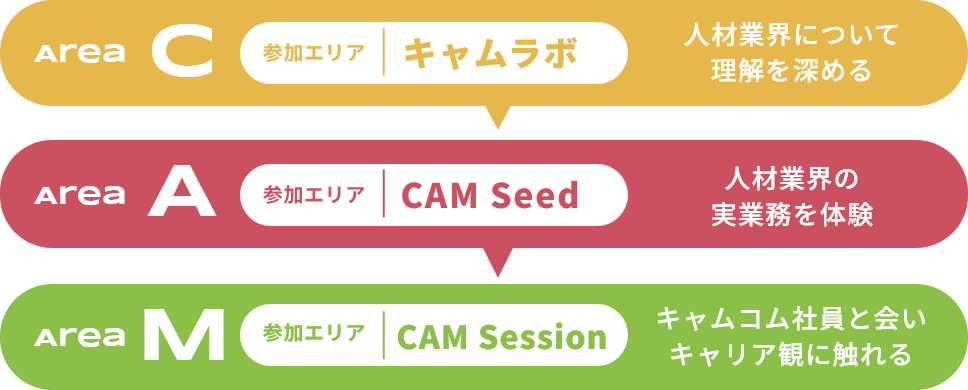 Area C 参加エリア キャムラボ
人材業界について
理解を深める
Area A 参加エリア CAM Seed
人材業界の
実業務を体験
Area M 参加エリア CAM Session
キャムコム社員と会い
キャリア観に触れる